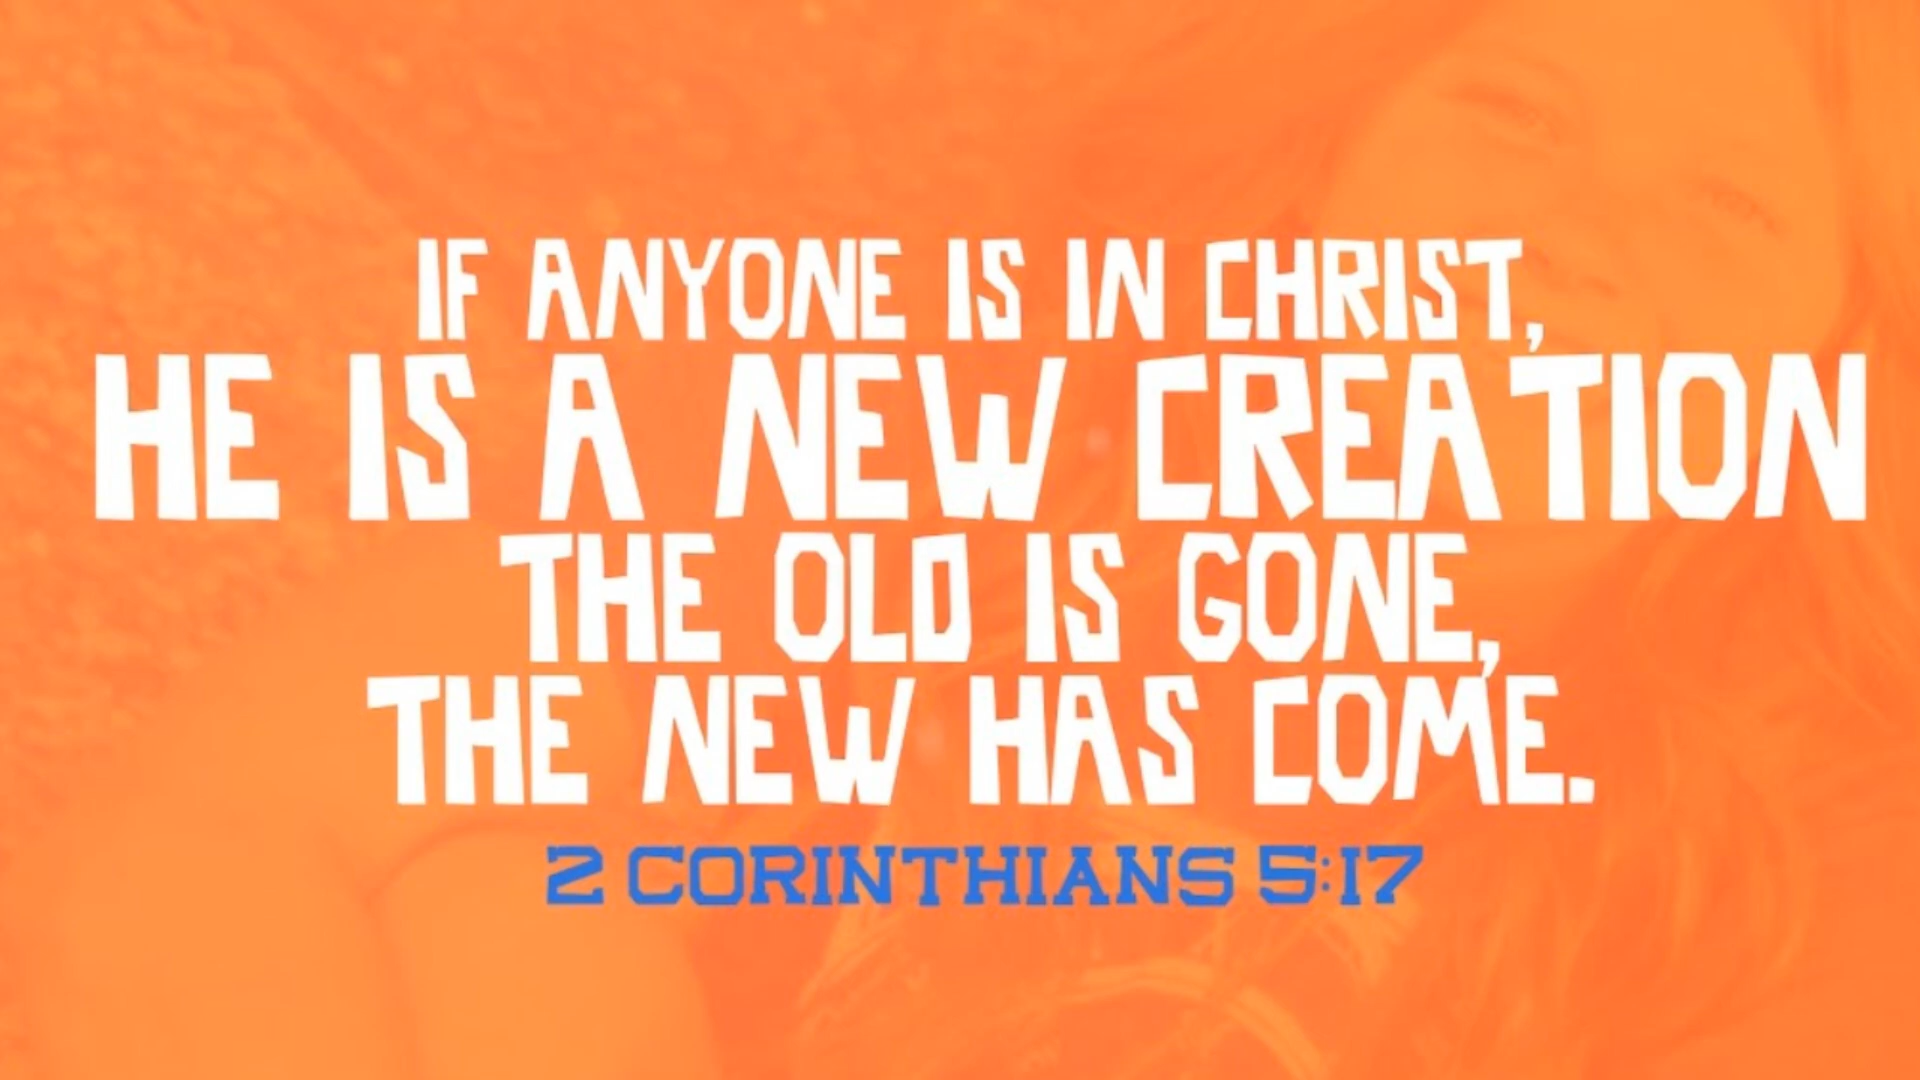 IF ANYONE IS IN CHRIST,
HE IS A NEW CREATION
THE OLD IS GONE,
THE NEW HAS COME.
2 CORINTHIANS 5:17